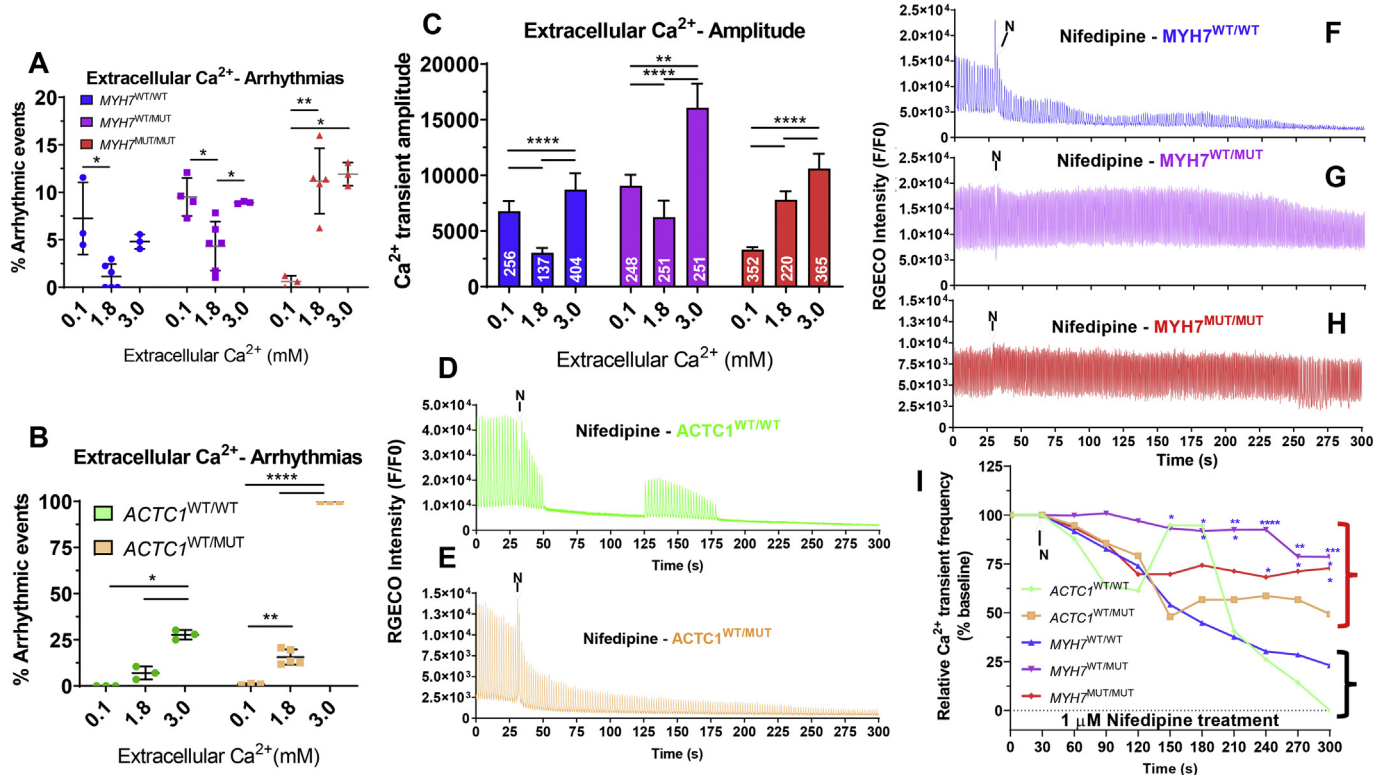 A
Extracellular Ca2+- Arrhythmias
MYH7WT/WT
MYH7WT/MUT
MYH7MUT/MUT
% Arrhythmic events
20
15
10
5
0
*
*
*
**
*
0.1
1.8
3.0
0.1
1.8
3.0
0.1
1.8
3.0
Extracellular Ca2+ (mM)
B
Extracellular Ca2+- Arrhythmias
ACTC1WT/WT
ACTC1WT/MUT
% Arrhythmic events
100
75
50
25
0
*
**
****
0.1
1.8
3.0
0.1
1.8
3.0
Extracellular Ca2+(mM)
C
Extracellular Ca2+- Amplitude
Ca2+ transient amplitude
20000
15000
10000
5000
0
****
**
****
****
256
137
404
248
251
251
352
220
365
0.1
1.8
3.0
0.1
1.8
3.0
0.1
1.8
3.0
Extracellular Ca2+ (mM)
D
N
Nifedipine - ACTC1WT/WT
5.0×10⁴
4.0×10⁴
3.0×10⁴
2.0×10⁴
1.0×10⁴
0
0 25 50 75 100 125 150 175 200 225 250 275 300
Time (s)
RGECO Intensity (F/F0)
E
N
Nifedipine - ACTC1WT/MUT
1.5×10⁴
1.3×10⁴
1.0×10⁴
7.5×10³
5.0×10³
2.5×10³
0
0 25 50 75 100 125 150 175 200 225 250 275 300
Time (s)
F
N
Nifedipine - MYH7WT/WT
2.5×10⁴
2.0×10⁴
1.5×10⁴
1.0×10⁴
5.0×10³
0
G
N
Nifedipine - MYH7WT/MUT
2.5×10⁴
2.0×10⁴
1.5×10⁴
1.0×10⁴
5.0×10³
0
RGECO Intensity (F/F0)
H
N
Nifedipine - MYH7MUT/MUT
1.5×10⁴
1.3×10⁴
1.0×10⁴
7.5×10³
5.0×10³
2.5×10³
0
0 25 50 75 100 125 150 175 200 225 250 275 300
Time (s)
I
Relative Ca2+ transient frequency
(% baseline)
125
100
75
50
25
0
N
* * ** **** ** ***
* * * * *
*
ACTC1WT/WT
ACTC1WT/MUT
MYH7WT/WT
MYH7WT/MUT
MYH7MUT/MUT
1 μM Nifedipine treatment
0 30 60 90 120 150 180 210 240 270 300
Time (s)